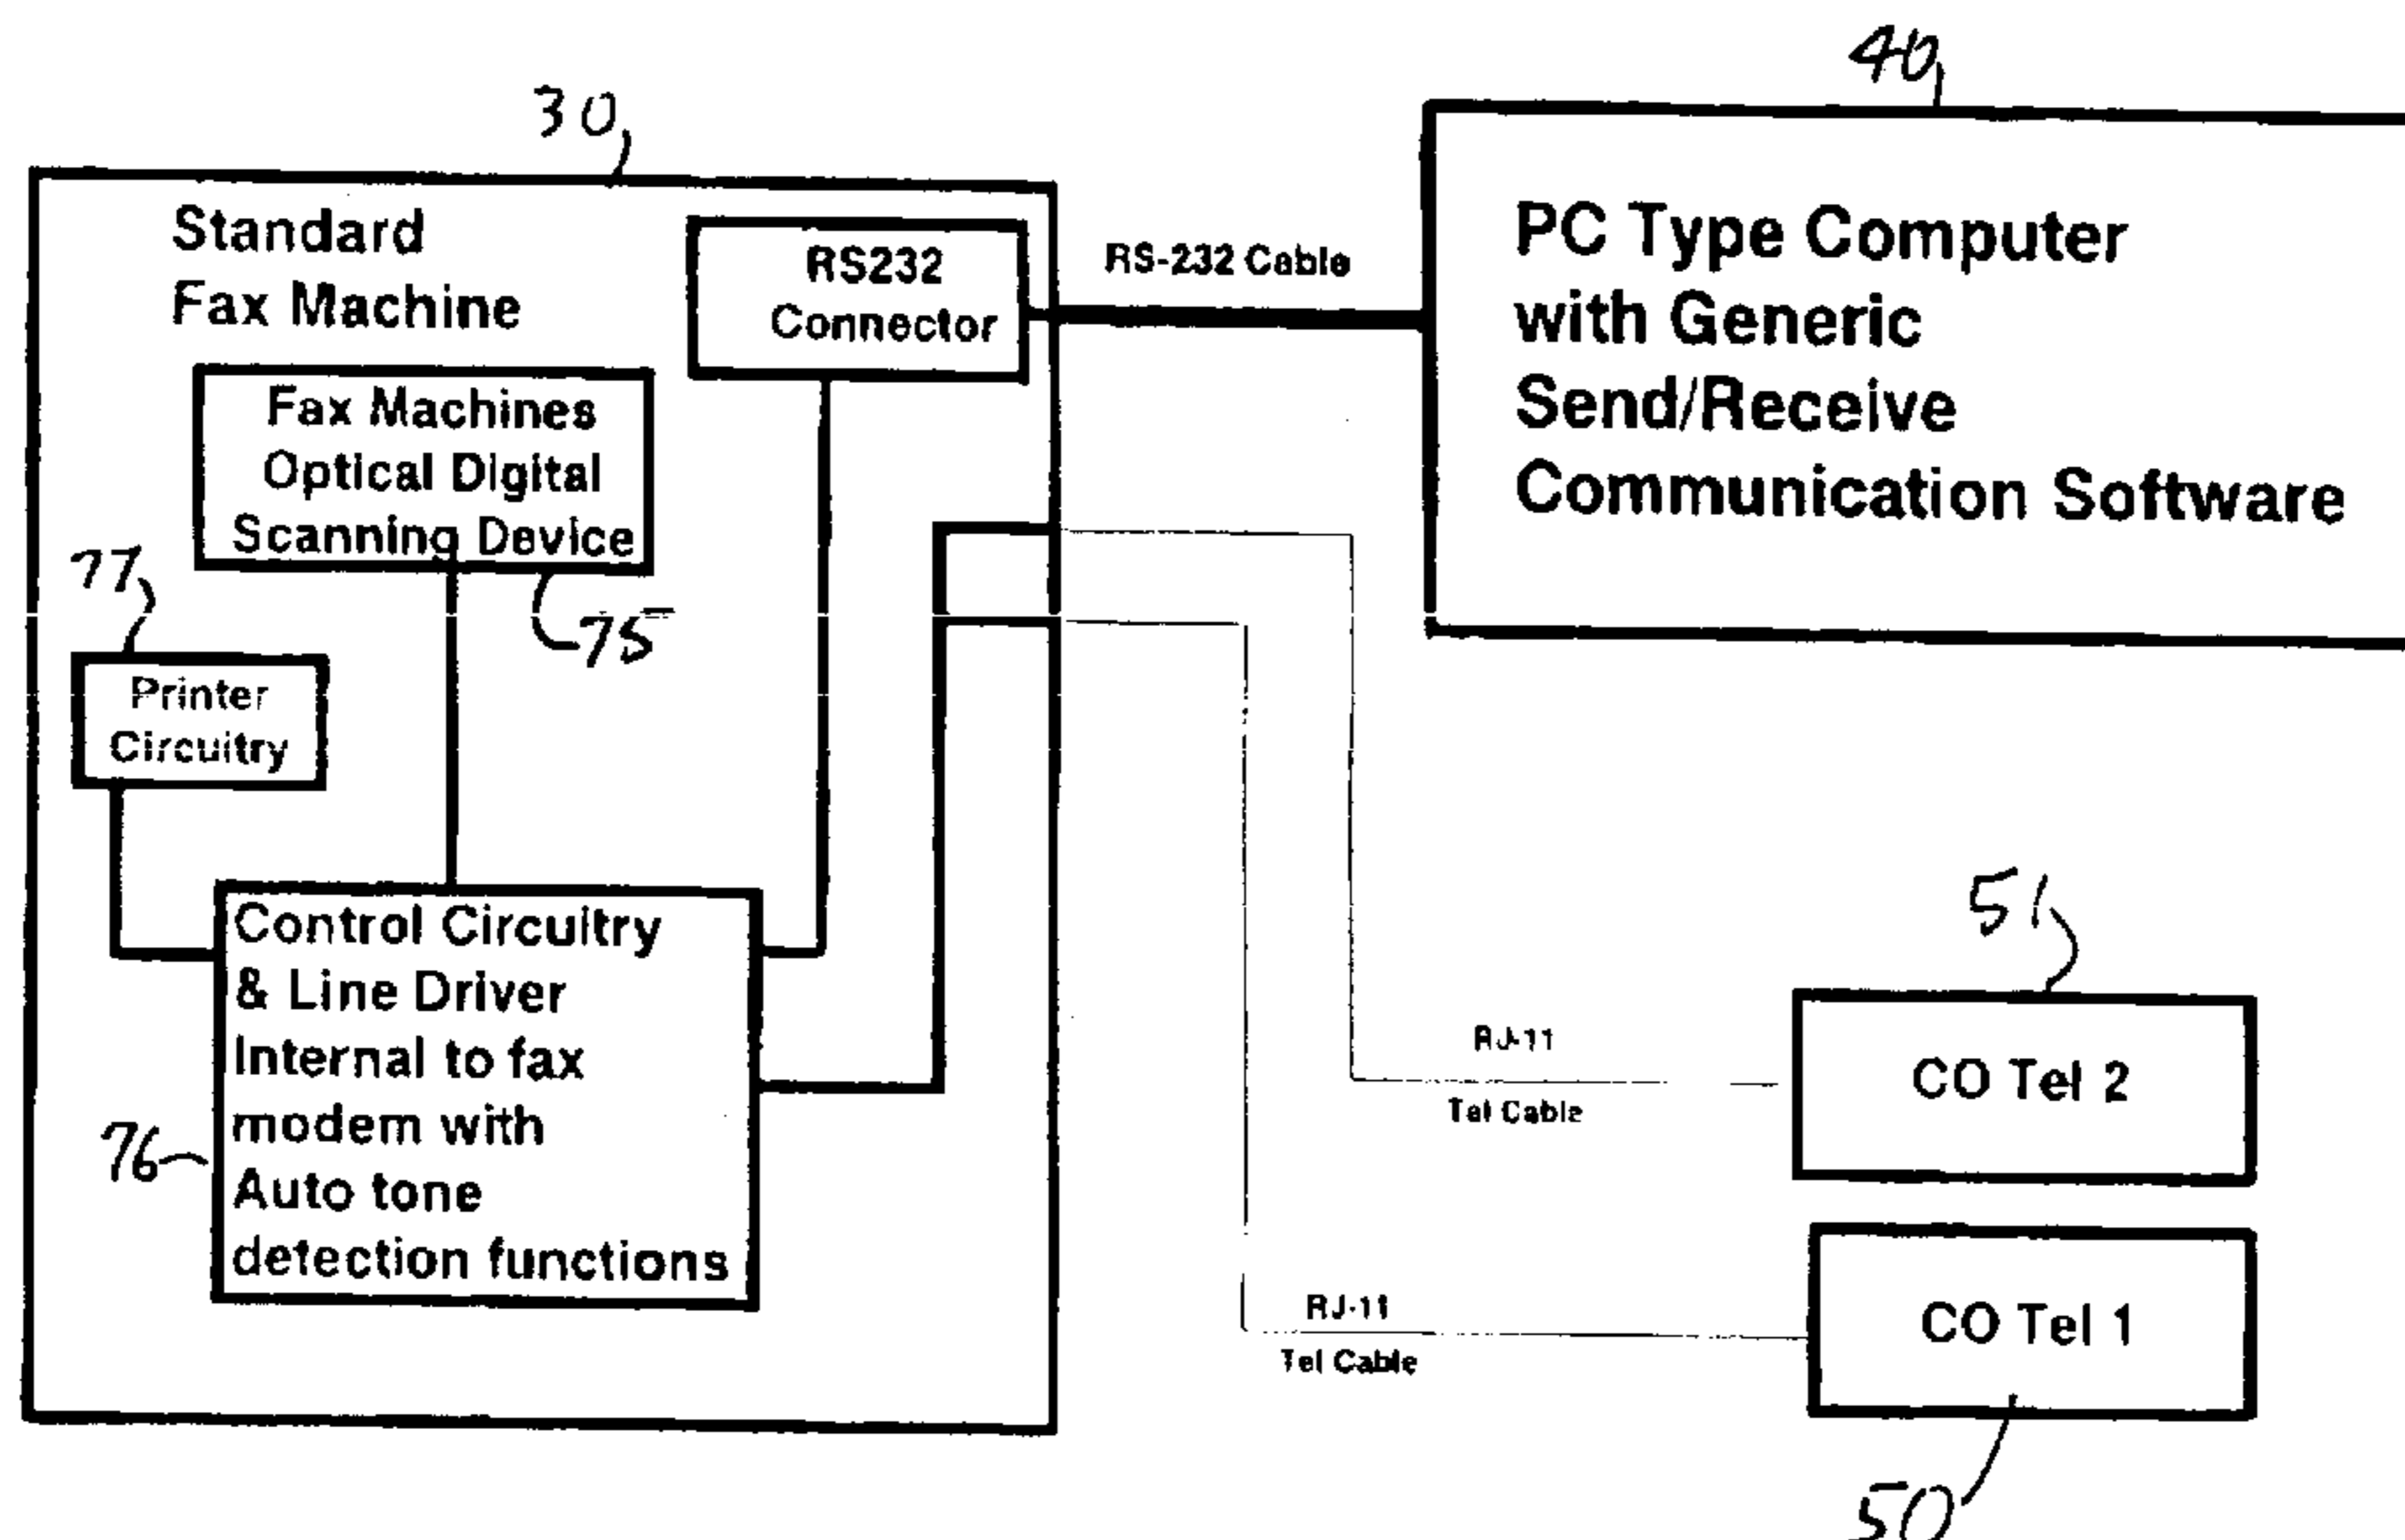 40
30
Standard
Fax Machine
RS232
Connector
RS-232 Cable
PC Type Computer
with Generic
Send/Receive
Communication Software
Fax Machines
Optical Digital
Scanning Device
77
75
Printer
Circuitry
Control Circuitry
& Line Driver
Internal to fax
modem with
Auto tone
detection functions
76
51
RJ-11
Tel Cable
CO Tel 2
RJ-11
Tel Cable
CO Tel 1
50